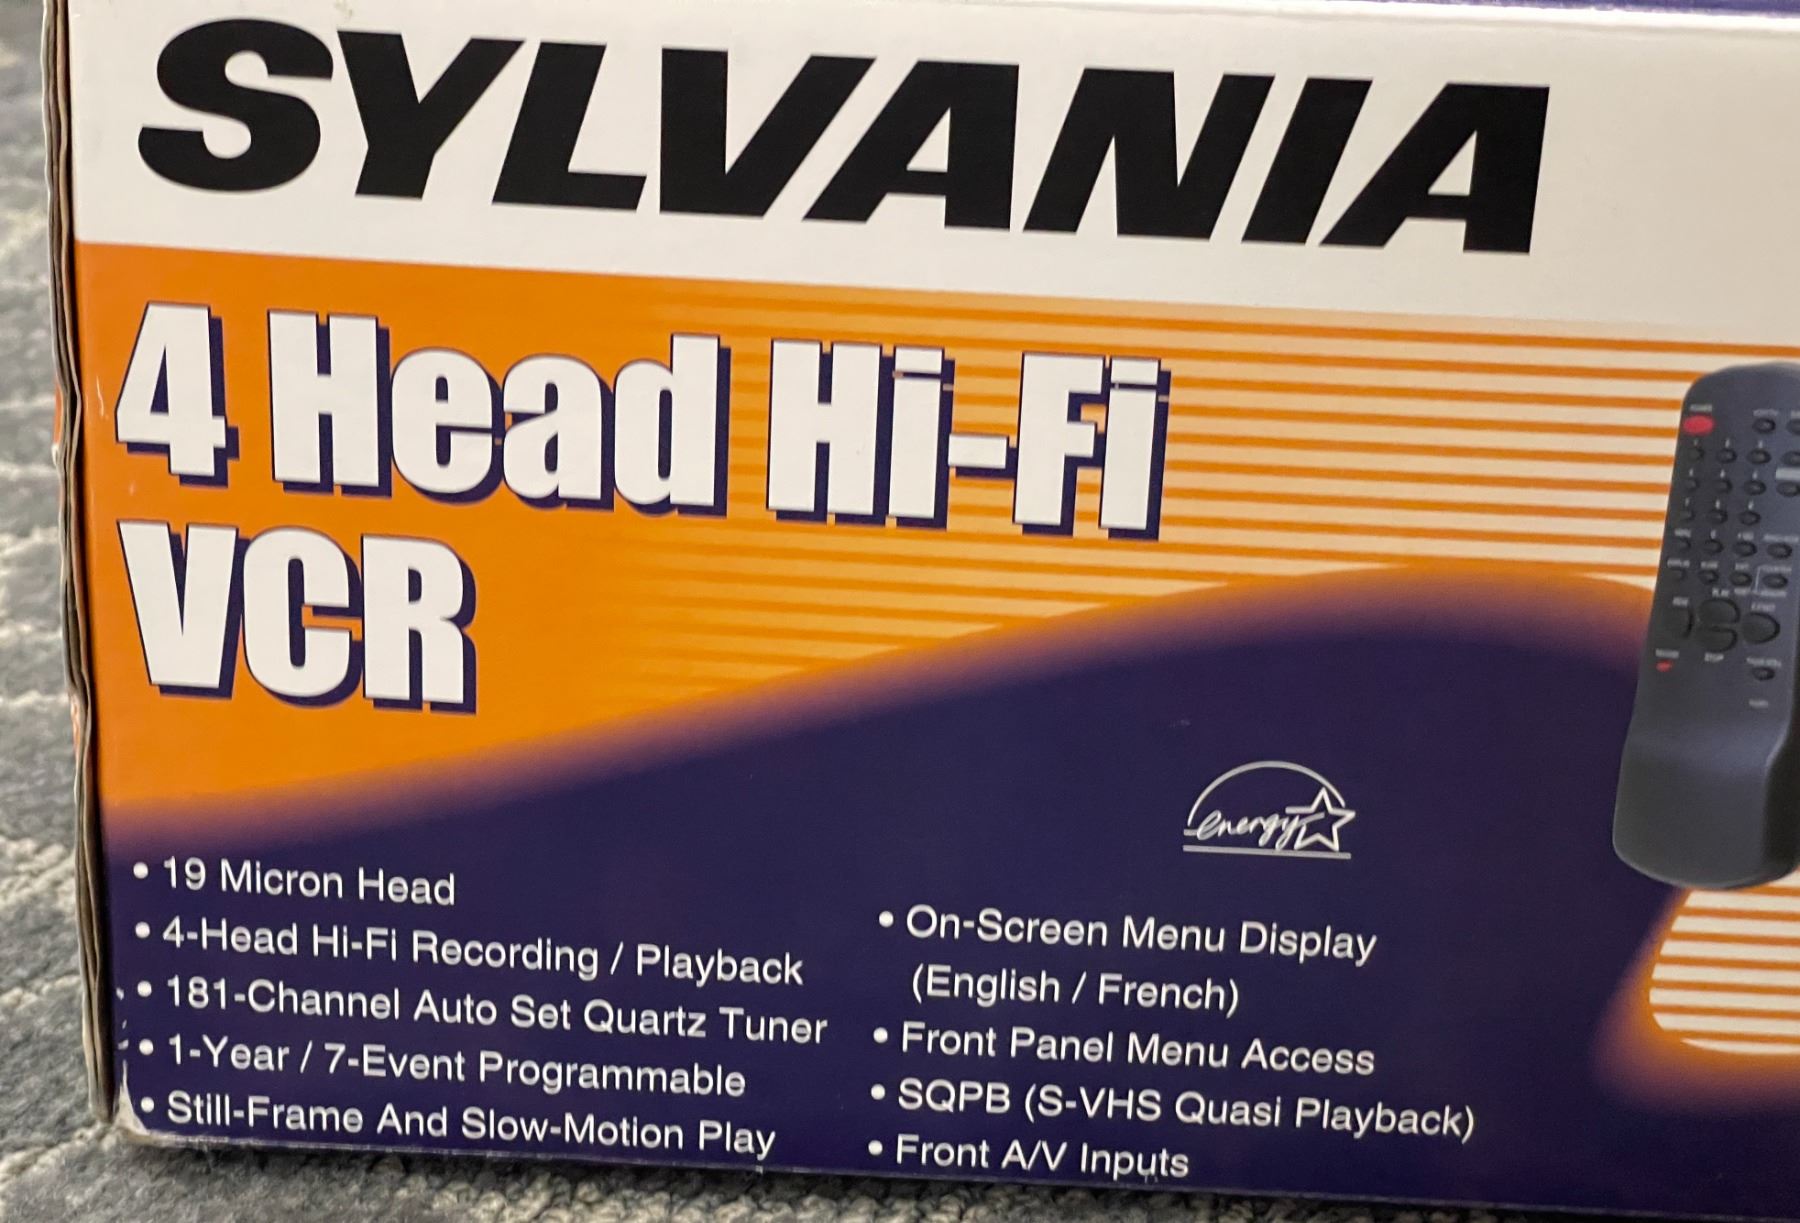 SYLVANIA
4 Head Hi-Fi
VCR
energy
• 19 Micron Head
• 4-Head Hi-Fi Recording / Playback
• 181-Channel Auto Set Quartz Tuner
• 1-Year / 7-Event Programmable
• Still-Frame And Slow-Motion Play
• On-Screen Menu Display
(English / French)
• Front Panel Menu Access
• SQPB (S-VHS Quasi Playback)
• Front A/V Inputs